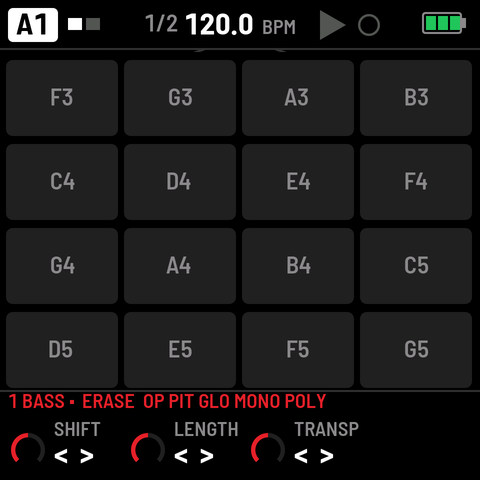 A1 1/2 120.0 BPM
F3 G3 A3 B3
C4 D4 E4 F4
G4 A4 B4 C5
D5 E5 F5 G5
1 BASS • ERASE OP PIT GLO MONO POLY
SHIFT LENGTH TRANSP
< > < > < >